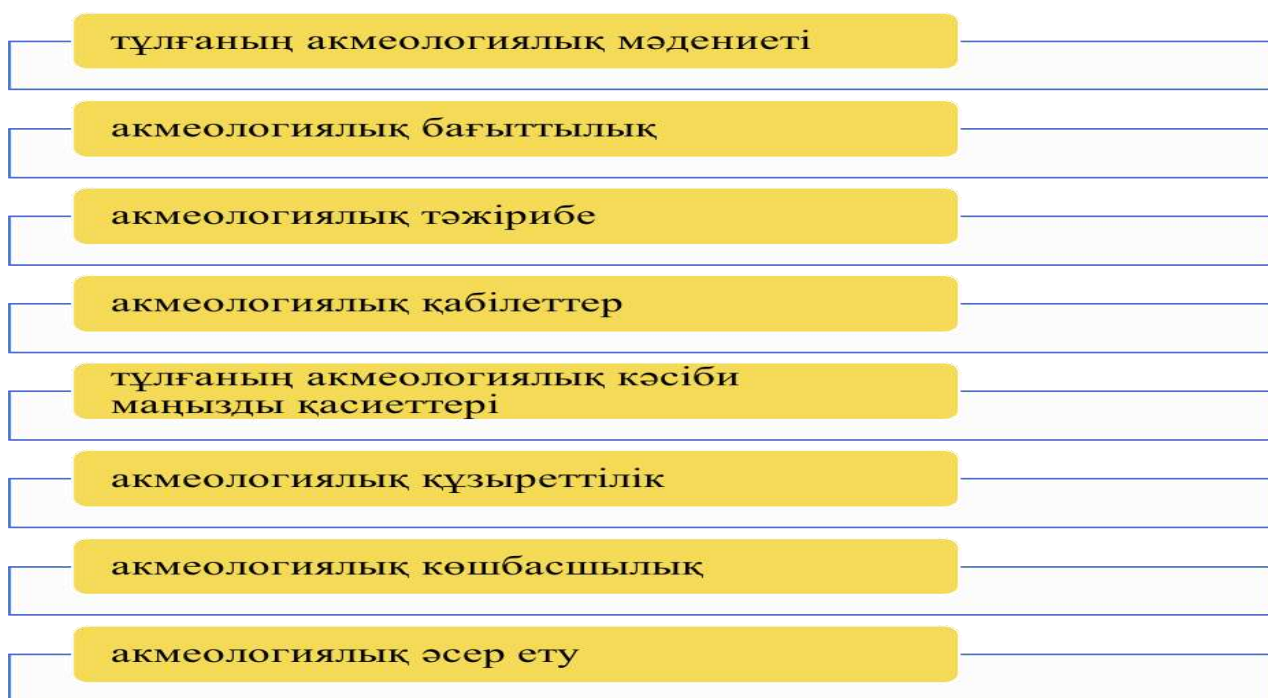 тұлғаның акмеологиялық мәдениеті
акмеологиялық бағыттылық
акмеологиялық тәжірибе
акмеологиялық қабілеттер
тұлғаның акмеологиялық кәсіби
маңызды қасиеттері
акмеологиялық құзыреттілік
акмеологиялық көшбасшылық
акмеологиялық әсер ету